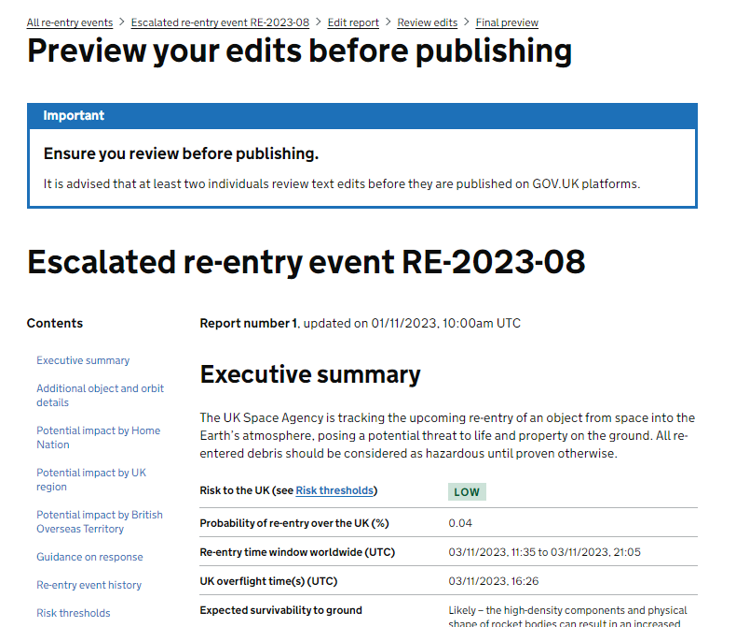 All re-entry events > Escalated re-entry event RE-2023-08 > Edit report > Review edits > Final preview
Preview your edits before publishing
Important
Ensure you review before publishing.
It is advised that at least two individuals review text edits before they are published on GOV.UK platforms.
Escalated re-entry event RE-2023-08
Contents
Executive summary
Additional object and orbit
details
Potential impact by Home
Nation
Potential impact by UK
region
Potential impact by British
Overseas Territory
Guidance on response
Re-entry event history
Risk thresholds
Report number 1, updated on 01/11/2023, 10:00am UTC
Executive summary
The UK Space Agency is tracking the upcoming re-entry of an object from space into the
Earth's atmosphere, posing a potential threat to life and property on the ground. All re-
entered debris should be considered as hazardous until proven otherwise.
Risk to the UK (see Risk thresholds) LOW
Probability of re-entry over the UK (%) 0.04
Re-entry time window worldwide (UTC) 03/11/2023, 11:35 to 03/11/2023, 21:05
UK overflight time(s) (UTC) 03/11/2023, 16:26
Expected survivability to ground Likely – the high-density components and physical
shape of rocket bodies can result in an increased